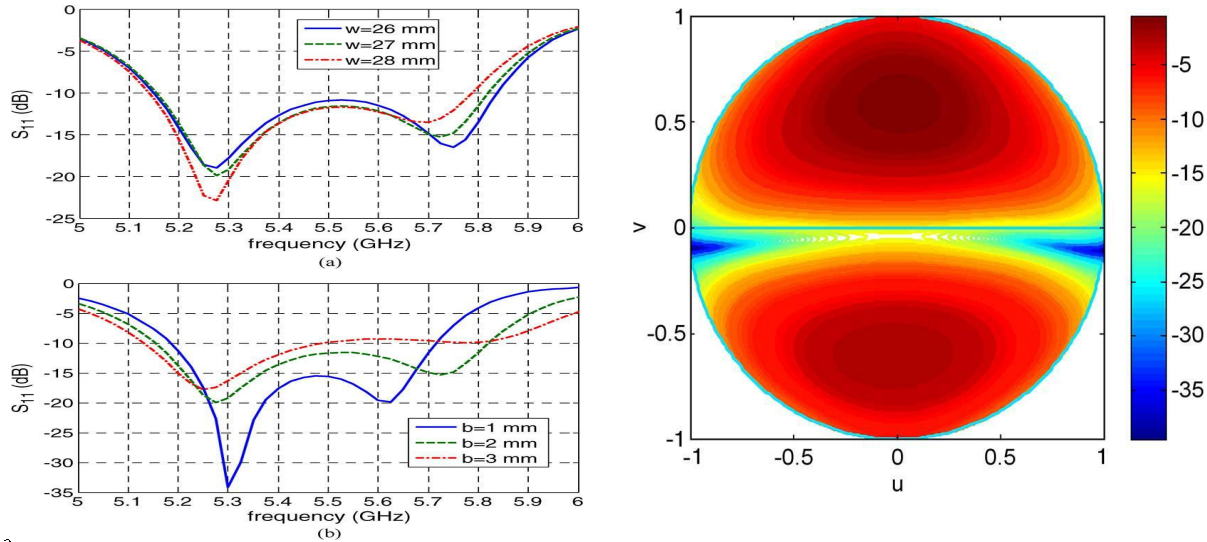 0
-5
-10
-15
-20
-25
S11 (dB)
w=26 mm
w=27 mm
w=28 mm
5 5.1 5.2 5.3 5.4 5.5 5.6 5.7 5.8 5.9 6
frequency (GHz)
(a)
0
-5
-10
-15
-20
-25
-30
-35
S11 (dB)
b=1 mm
b=2 mm
b=3 mm
5 5.1 5.2 5.3 5.4 5.5 5.6 5.7 5.8 5.9 6
frequency (GHz)
(b)
1
0.5
0
-0.5
-1
v
-1 -0.5 0 0.5 1
u
-5
-10
-15
-20
-25
-30
-35